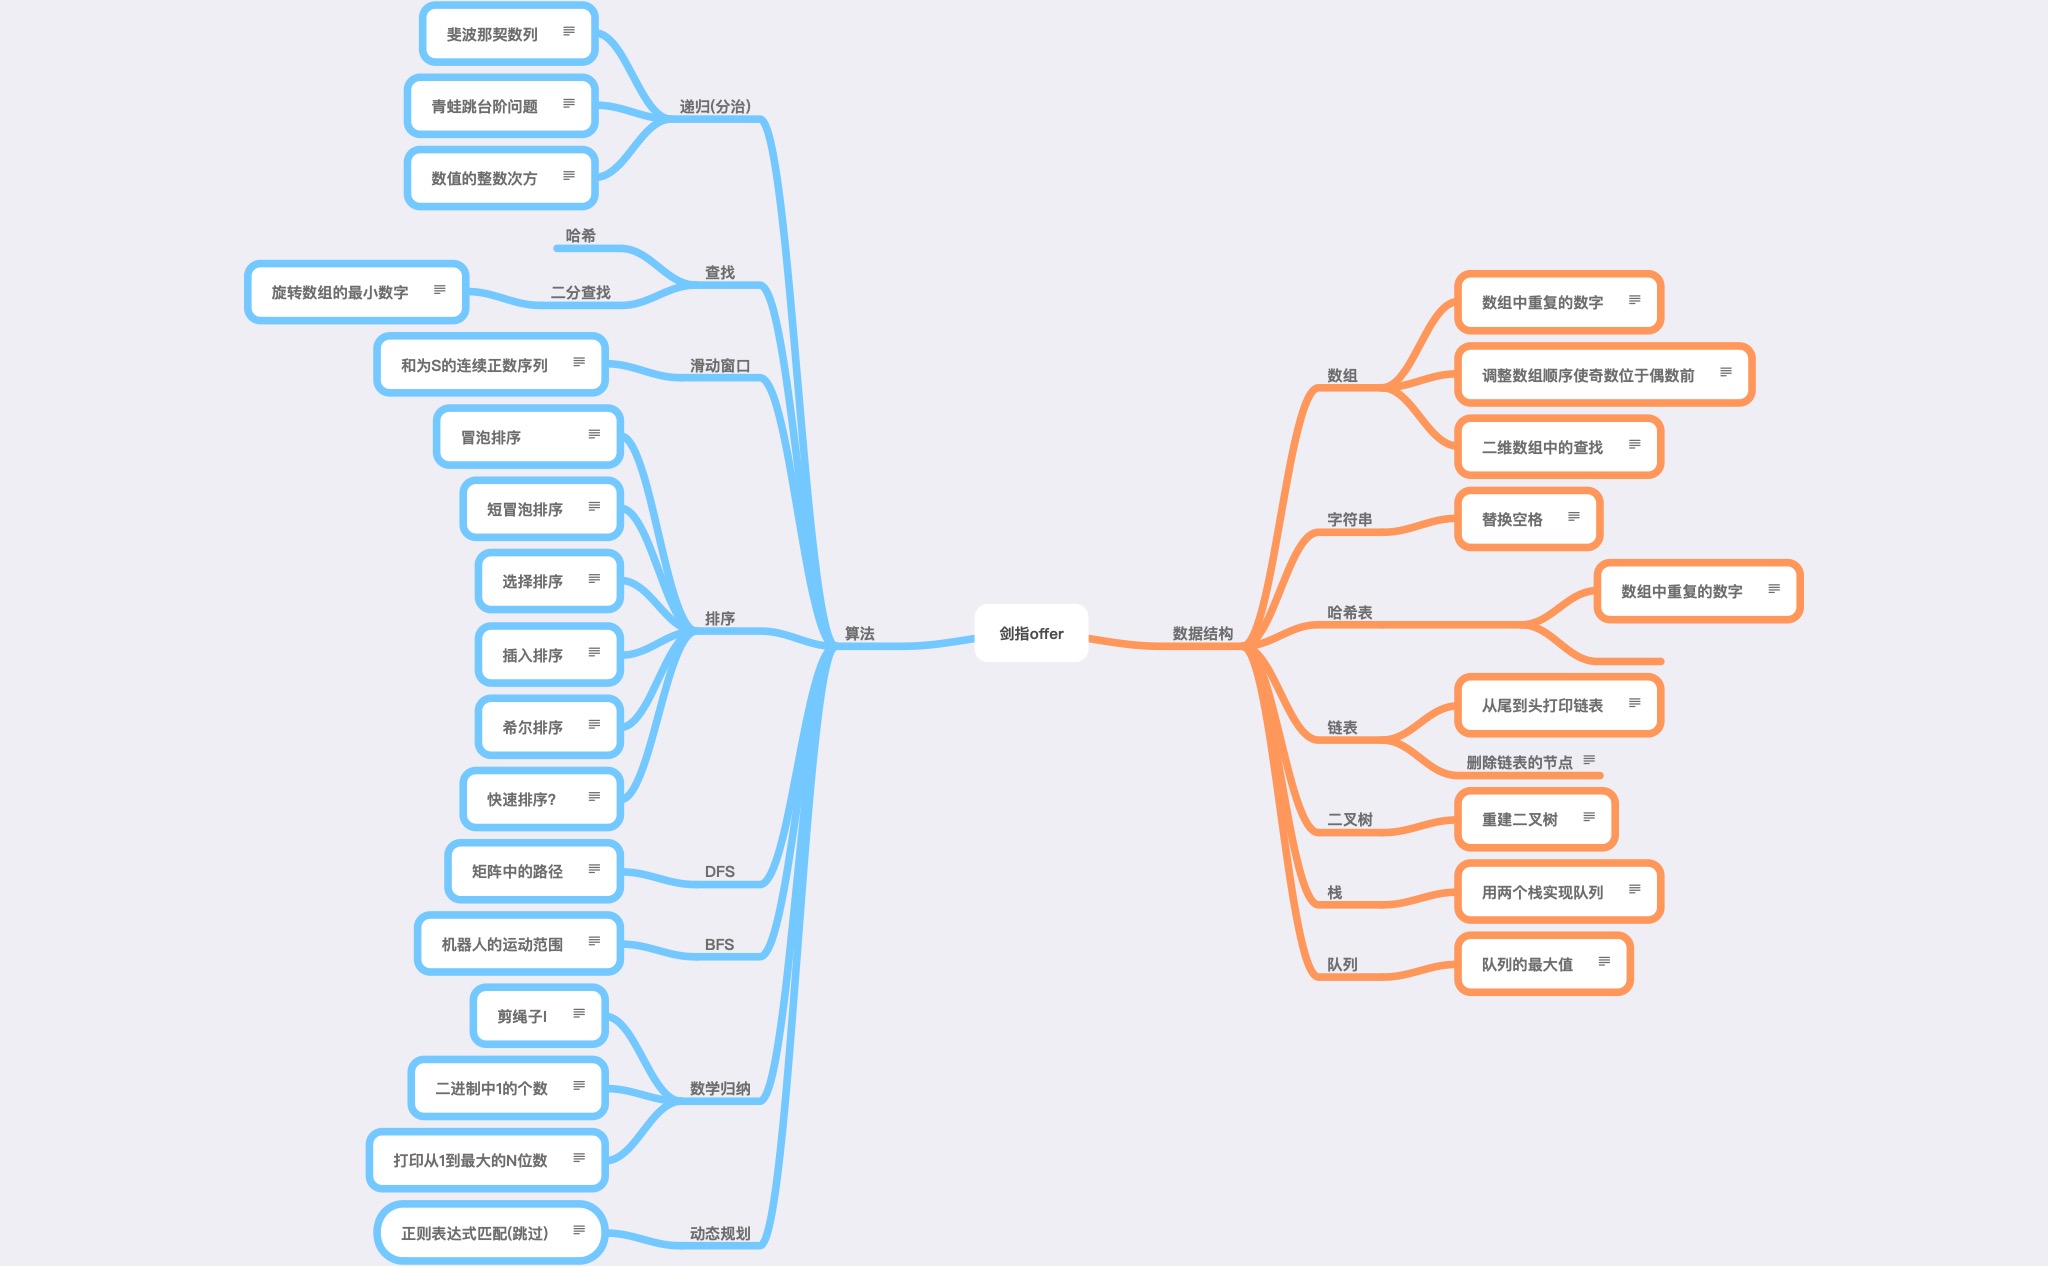 剑指offer
算法
递归(分治)
斐波那契数列
青蛙跳台阶问题
数值的整数次方
查找
哈希
二分查找
旋转数组的最小数字
滑动窗口
和为S的连续正数序列
排序
冒泡排序
短冒泡排序
选择排序
插入排序
希尔排序
快速排序?
DFS
矩阵中的路径
BFS
机器人的运动范围
数学归纳
剪绳子I
二进制中1的个数
打印从1到最大的N位数
动态规划
正则表达式匹配(跳过)
数据结构
数组
数组中重复的数字
调整数组顺序使奇数位于偶数前
二维数组中的查找
字符串
替换空格
哈希表
数组中重复的数字
链表
从尾到头打印链表
删除链表的节点
二叉树
重建二叉树
栈
用两个栈实现队列
队列
队列的最大值